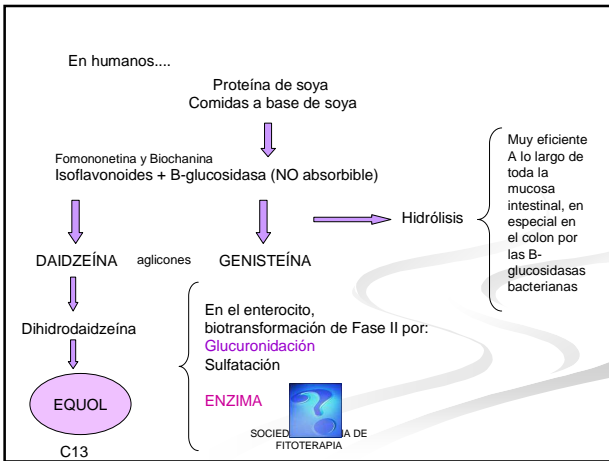 En humanos....
Proteína de soya
Comidas a base de soya
Fomononetina y Biochanina
Isoflavonoides + B-glucosidasa (NO absorbible)
Hidrólisis
Muy eficiente
A lo largo de
toda la
mucosa
intestinal, en
especial en
el colon por
las B-
glucosidasas
bacterianas
DAIDZEÍNA aglicones GENISTEÍNA
Dihidrodaidzeína
En el enterocito,
biotransformación de Fase II por:
Glucuronidación
Sulfatación
ENZIMA
EQUOL
C13
DE
FITOTERAPIA